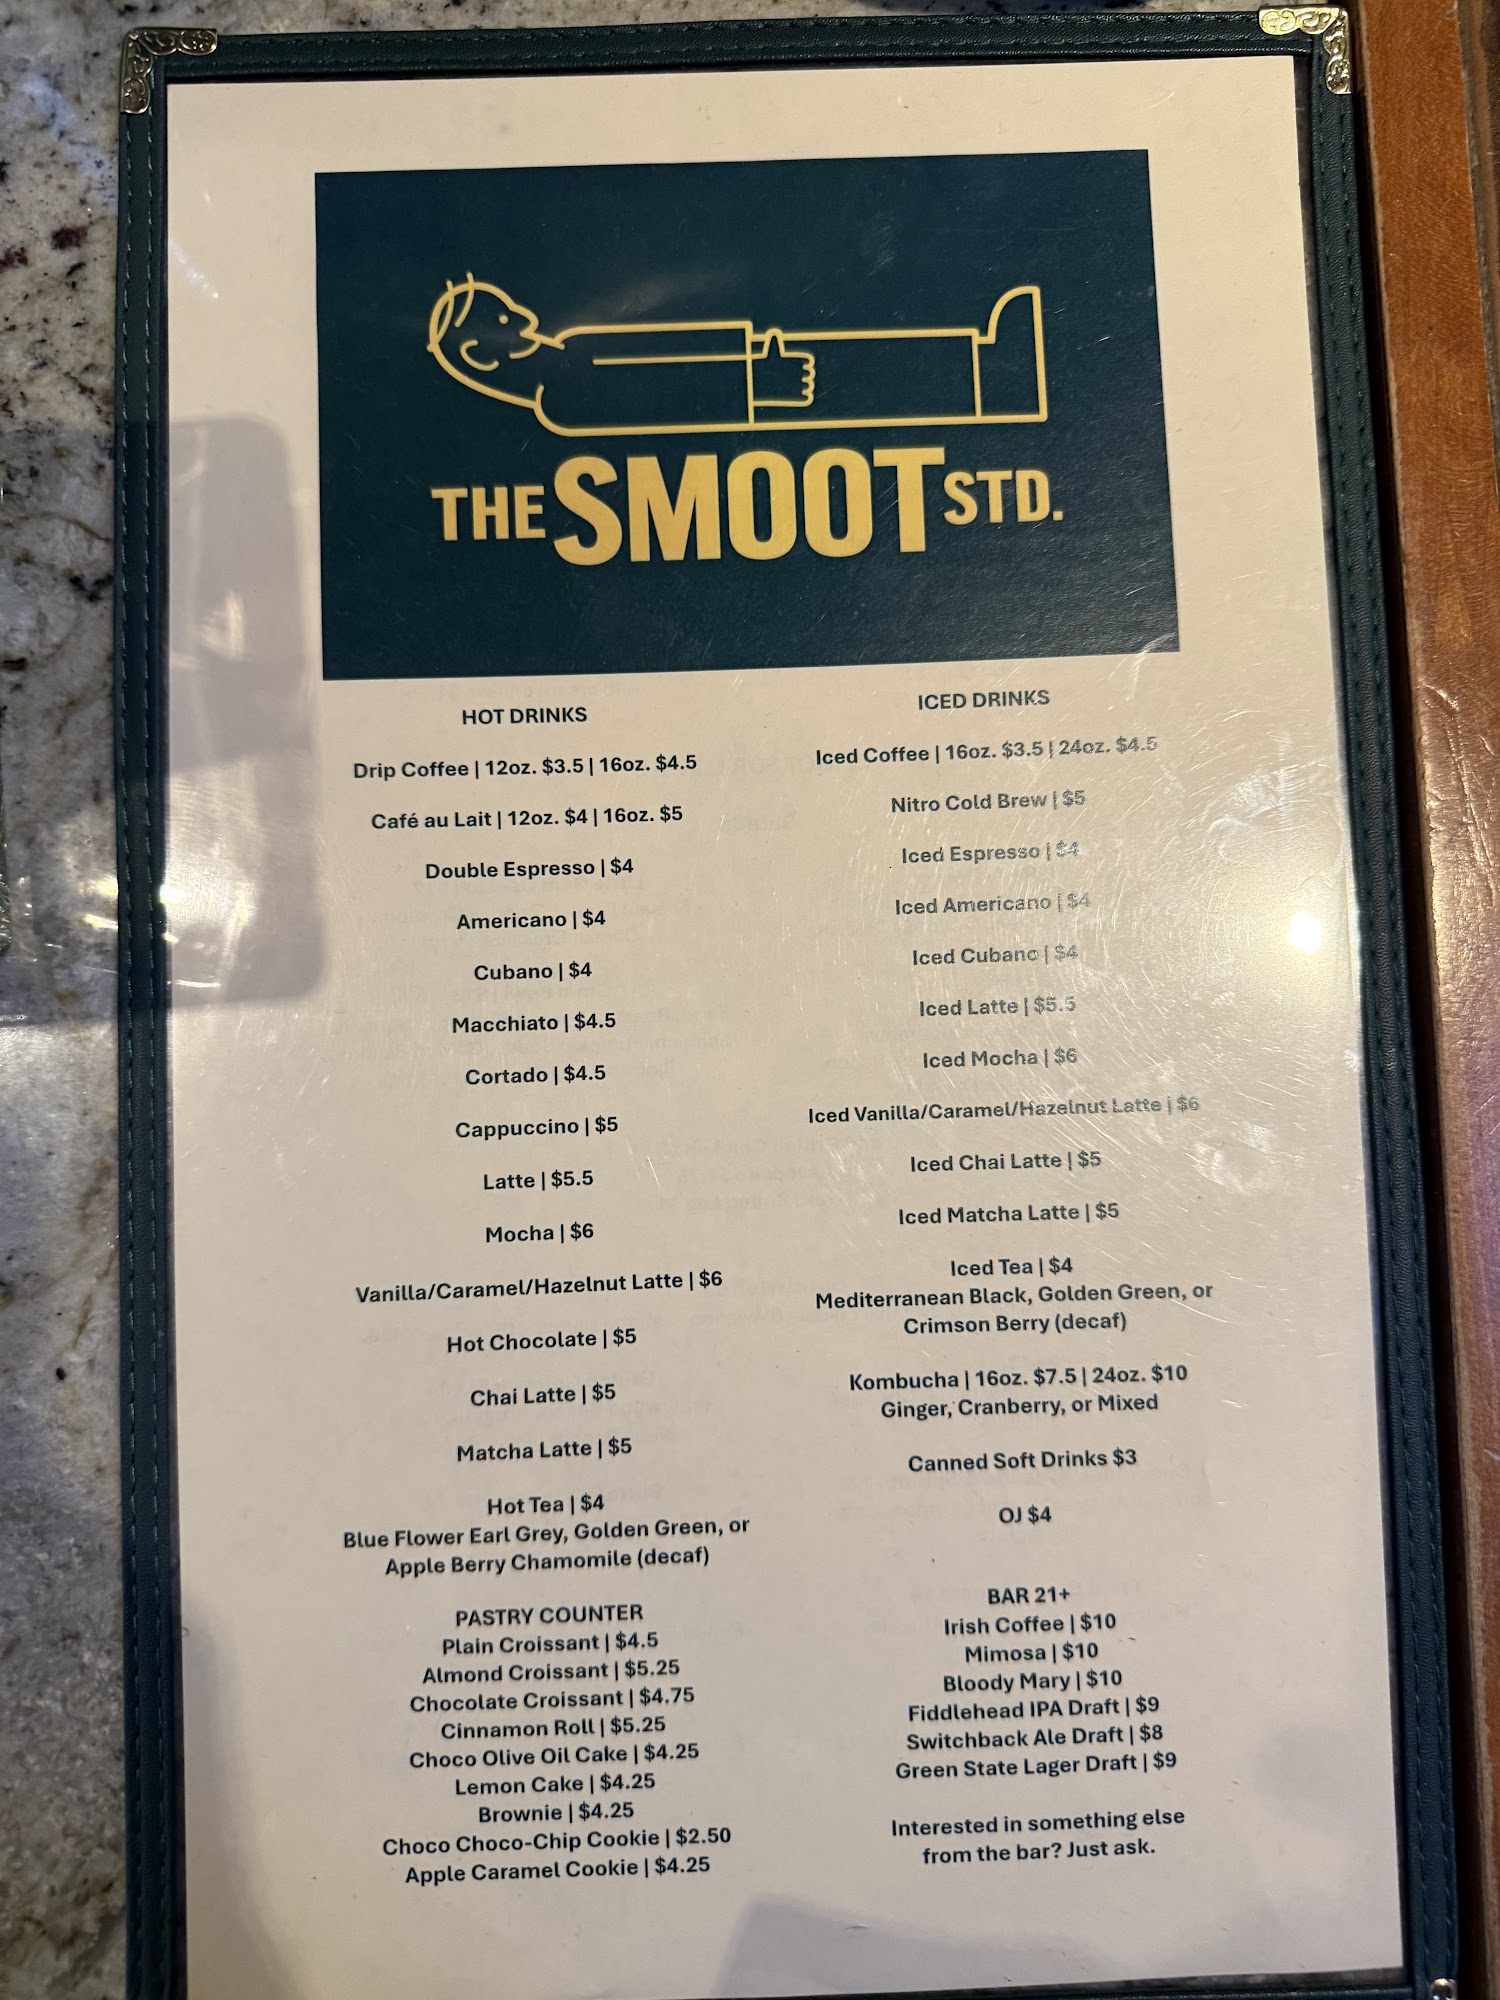 THE SMOOT STD.
HOT DRINKS
Drip Coffee | 12oz. $3.5 | 16oz. $4.5
Café au Lait | 12oz. $4 | 16oz. $5
Double Espresso | $4
Americano | $4
Cubano | $4
Macchiato | $4.5
Cortado | $4.5
Cappuccino | $5
Latte | $5.5
Mocha | $6
Vanilla/Caramel/Hazelnut Latte | $6
Hot Chocolate | $5
Chai Latte | $5
Matcha Latte | $5
Hot Tea | $4
Blue Flower Earl Grey, Golden Green, or
Apple Berry Chamomile (decaf)
PASTRY COUNTER
Plain Croissant | $4.5
Almond Croissant | $5.25
Chocolate Croissant | $4.75
Cinnamon Roll | $5.25
Choco Olive Oil Cake | $4.25
Lemon Cake | $4.25
Brownie | $4.25
Choco Choco-Chip Cookie | $2.50
Apple Caramel Cookie | $4.25
ICED DRINKS
Iced Coffee | 16oz. $3.5 | 24oz. $4.5
Nitro Cold Brew | $5
Iced Espresso | $4
Iced Americano | $4
Iced Cubano | $4
Iced Latte | $5.5
Iced Mocha | $6
Iced Vanilla/Caramel/Hazelnut Latte | $6
Iced Chai Latte | $5
Iced Matcha Latte | $5
Iced Tea | $4
Mediterranean Black, Golden Green, or
Crimson Berry (decaf)
Kombucha | 16oz. $7.5 | 24oz. $10
Ginger, Cranberry, or Mixed
Canned Soft Drinks $3
OJ $4
BAR 21+
Irish Coffee | $10
Mimosa | $10
Bloody Mary | $10
Fiddlehead IPA Draft | $9
Switchback Ale Draft | $8
Green State Lager Draft | $9
Interested in something else
from the bar? Just ask.